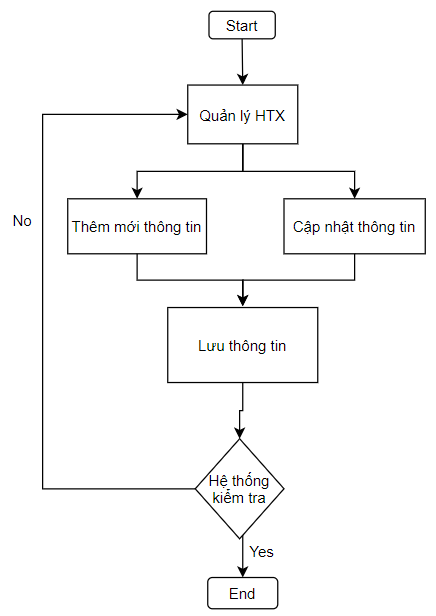 Start
Quản lý HTX
No
Thêm mới thông tin
Cập nhật thông tin
Lưu thông tin
Hệ thống
kiểm tra
Yes
End